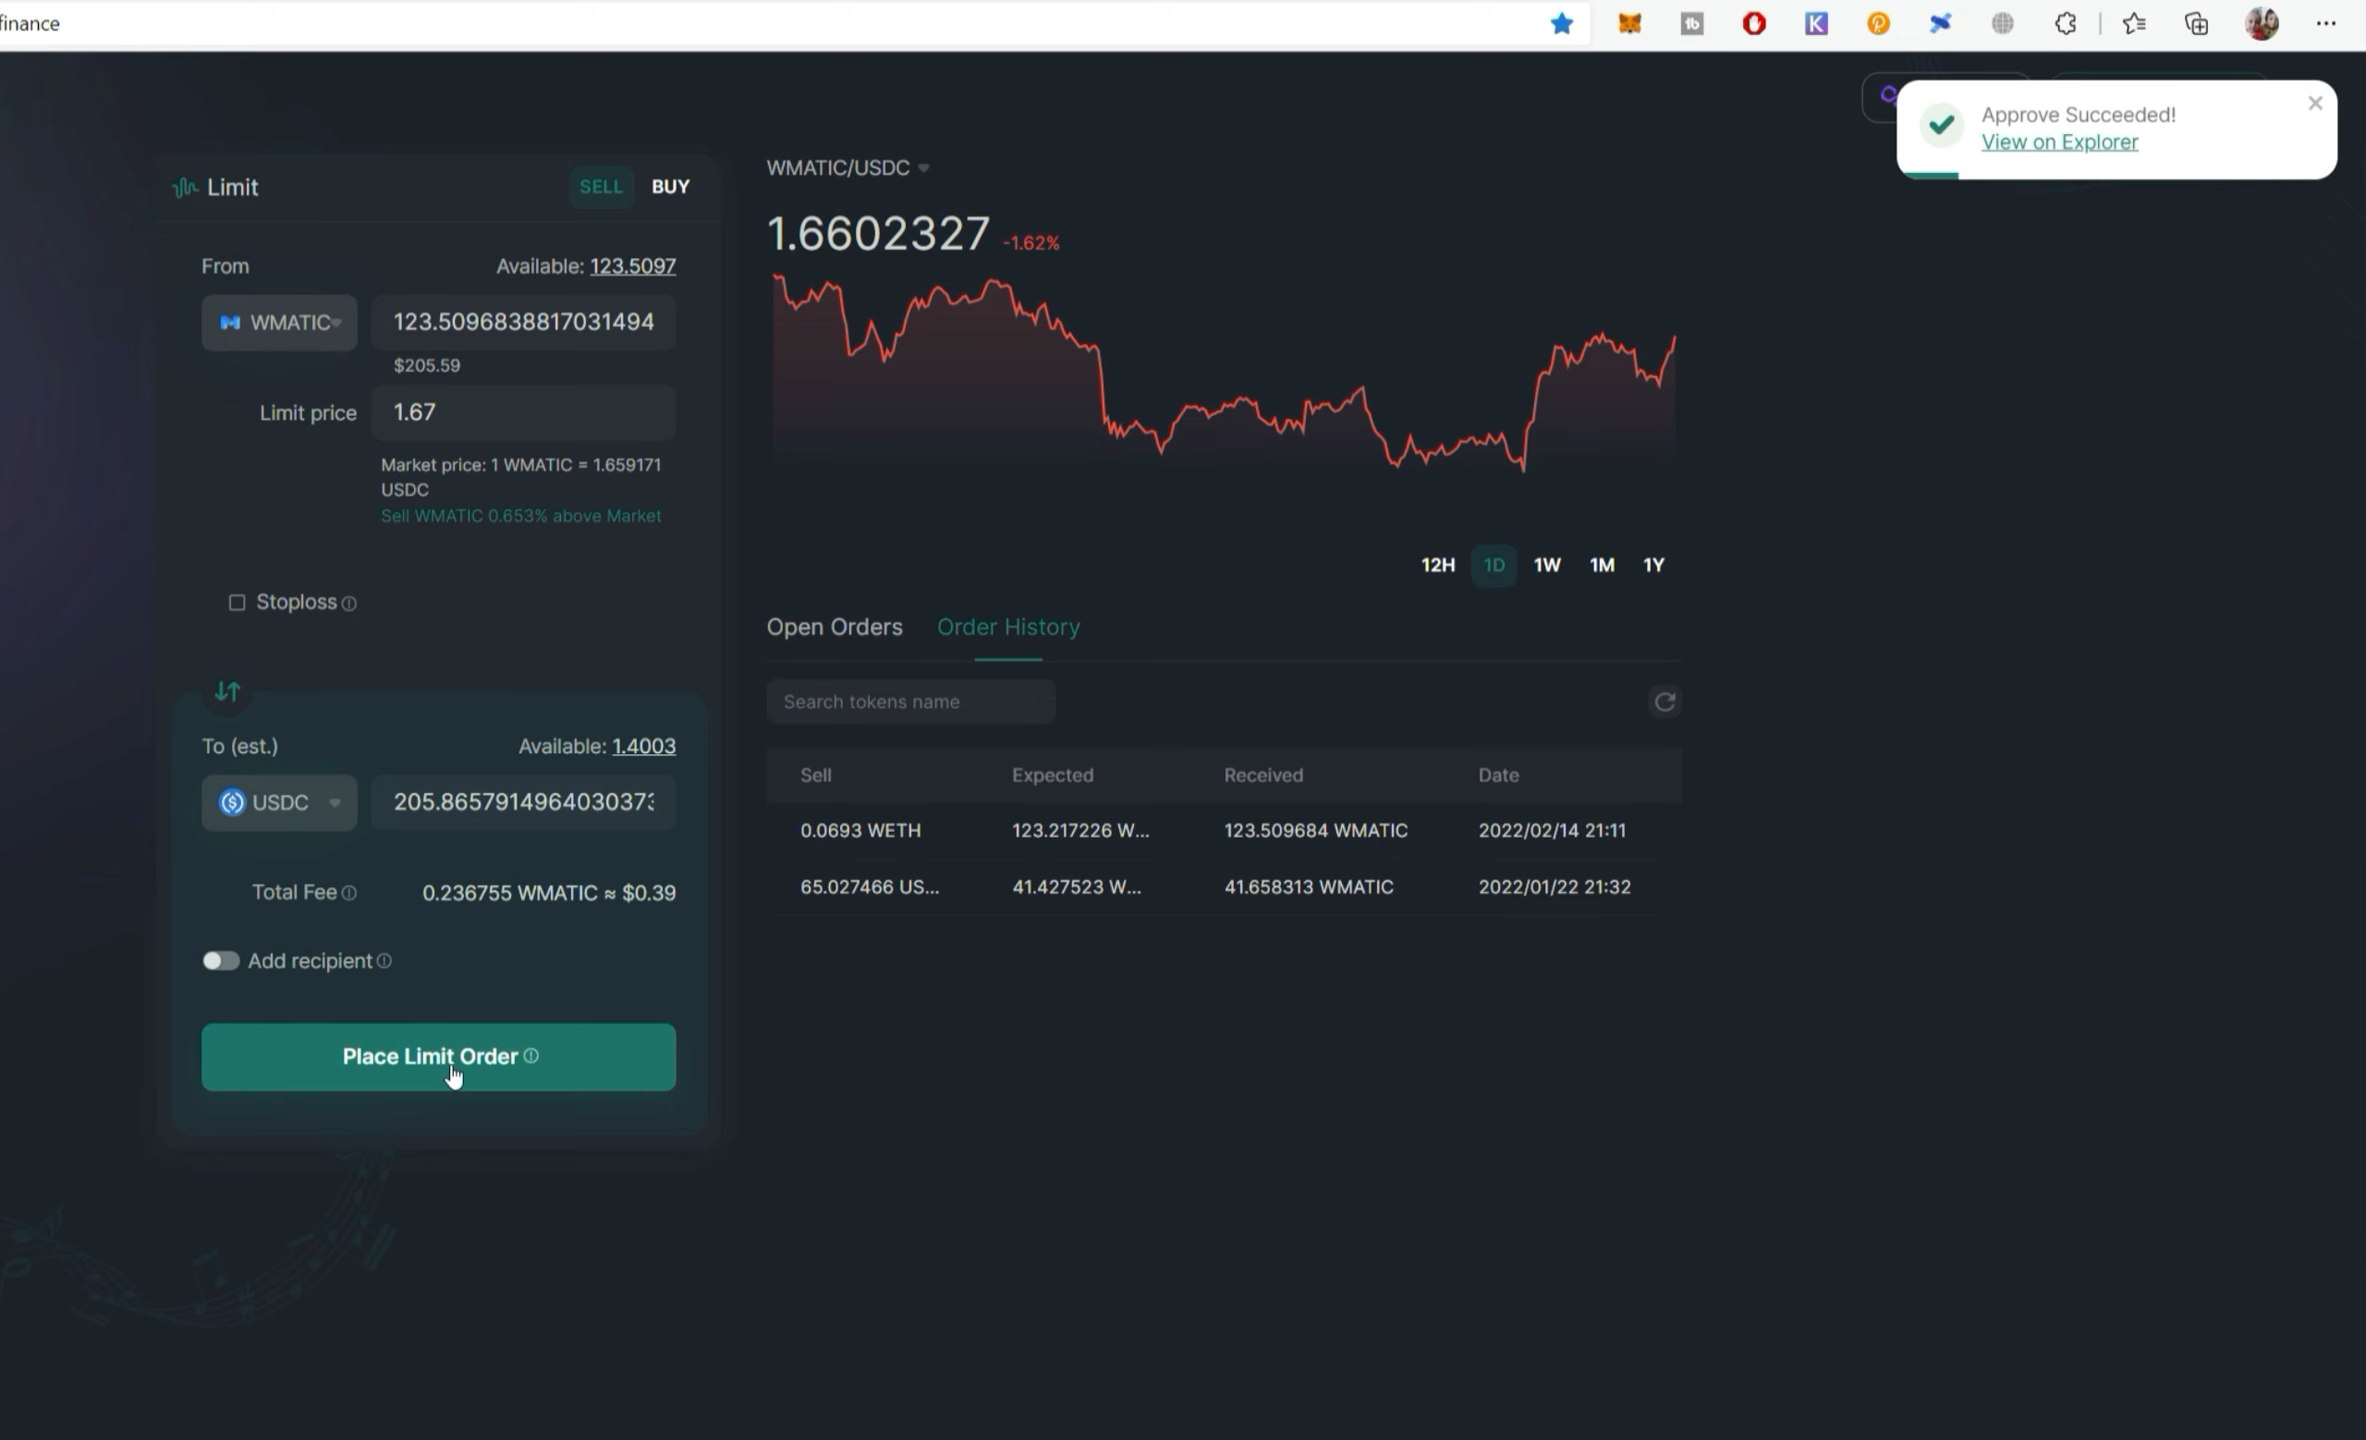 finance
Approve Succeeded!
View on Explorer
Limit
SELL
BUY
From
Available: 123.5097
WMATIC
123.5096838817031494
$205.59
Limit price
1.67
Market price: 1 WMATIC = 1.659171
USDC
Sell WMATIC 0.653% above Market
Stoploss
To (est.)
Available: 1.4003
USDC
205.8657914964030373
Total Fee
0.236755 WMATIC ≈ $0.39
Add recipient
Place Limit Order
WMATIC/USDC
1.6602327 -1.62%
12H 1D 1W 1M 1Y
Open Orders Order History
Search tokens name
Sell Expected Received Date
0.0693 WETH 123.217226 W... 123.509684 WMATIC 2022/02/14 21:11
65.027466 US... 41.427523 W... 41.658313 WMATIC 2022/01/22 21:32